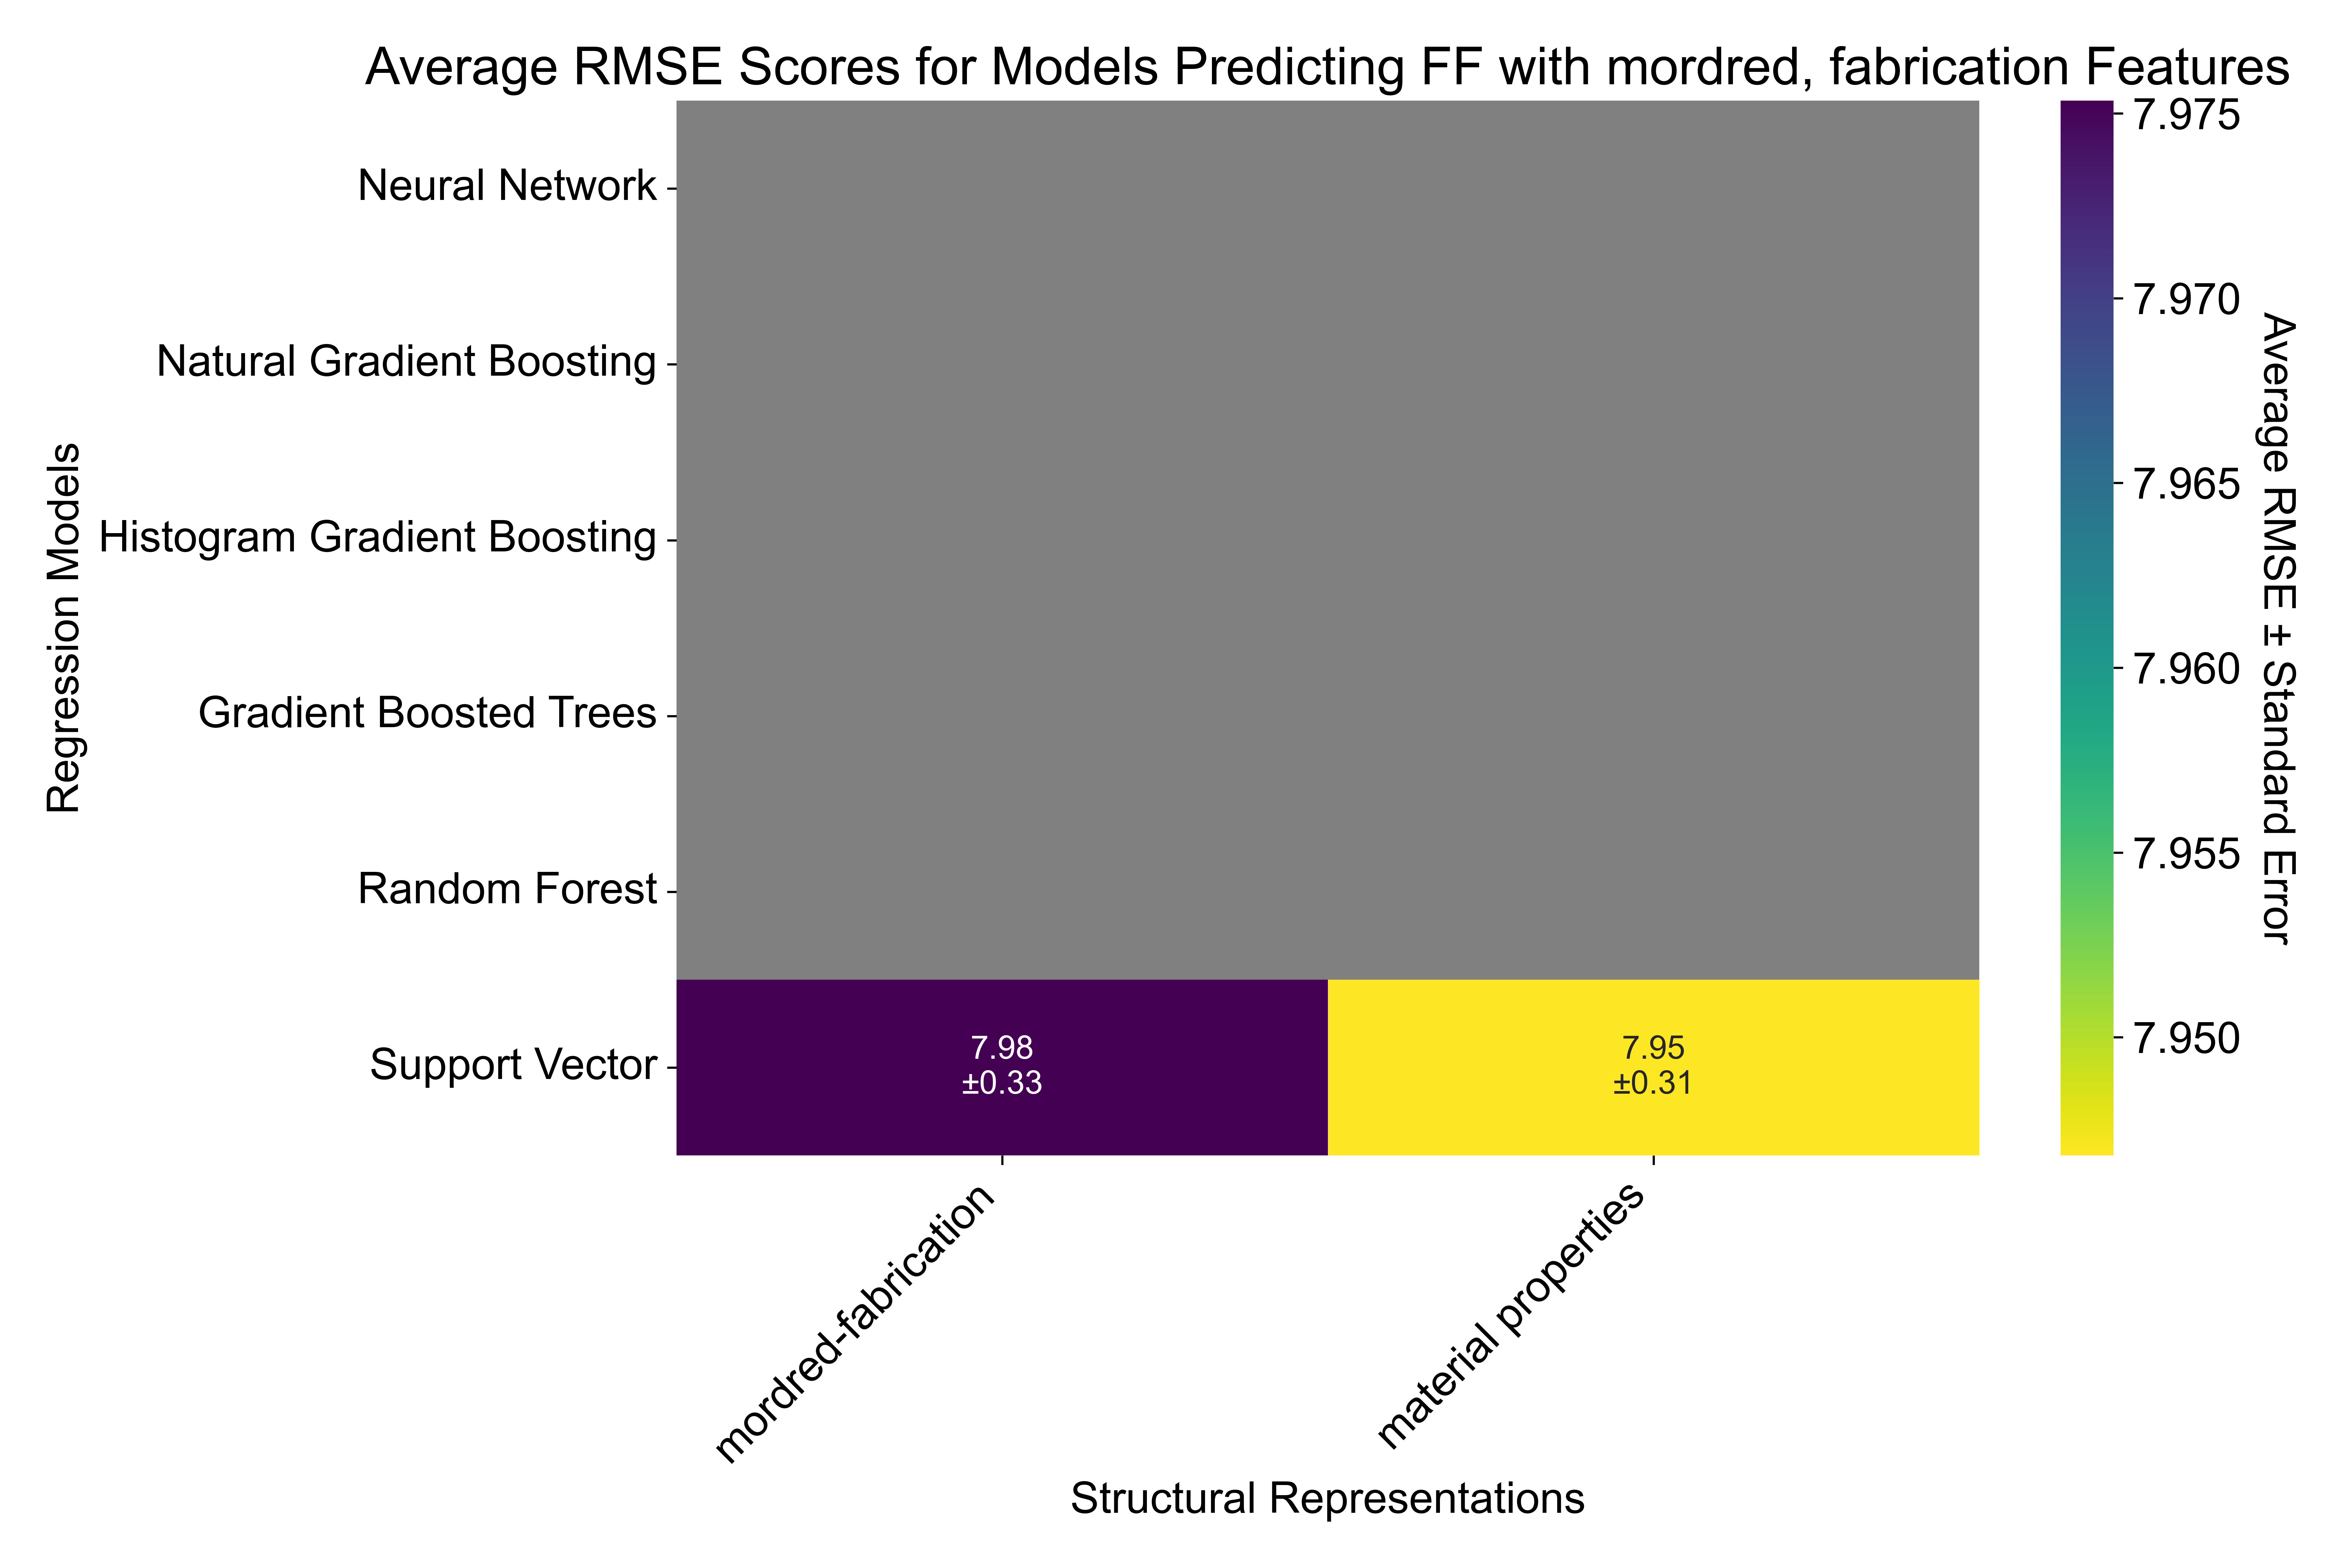 Average RMSE Scores for Models Predicting FF with mordred, fabrication Features
Regression Models
Neural Network
Natural Gradient Boosting
Histogram Gradient Boosting
Gradient Boosted Trees
Random Forest
Support Vector
7.98
±0.33
7.95
±0.31
mordred-fabrication
material properties
Structural Representations
7.975
7.970
7.965
7.960
7.955
7.950
Average RMSE ± Standard Error